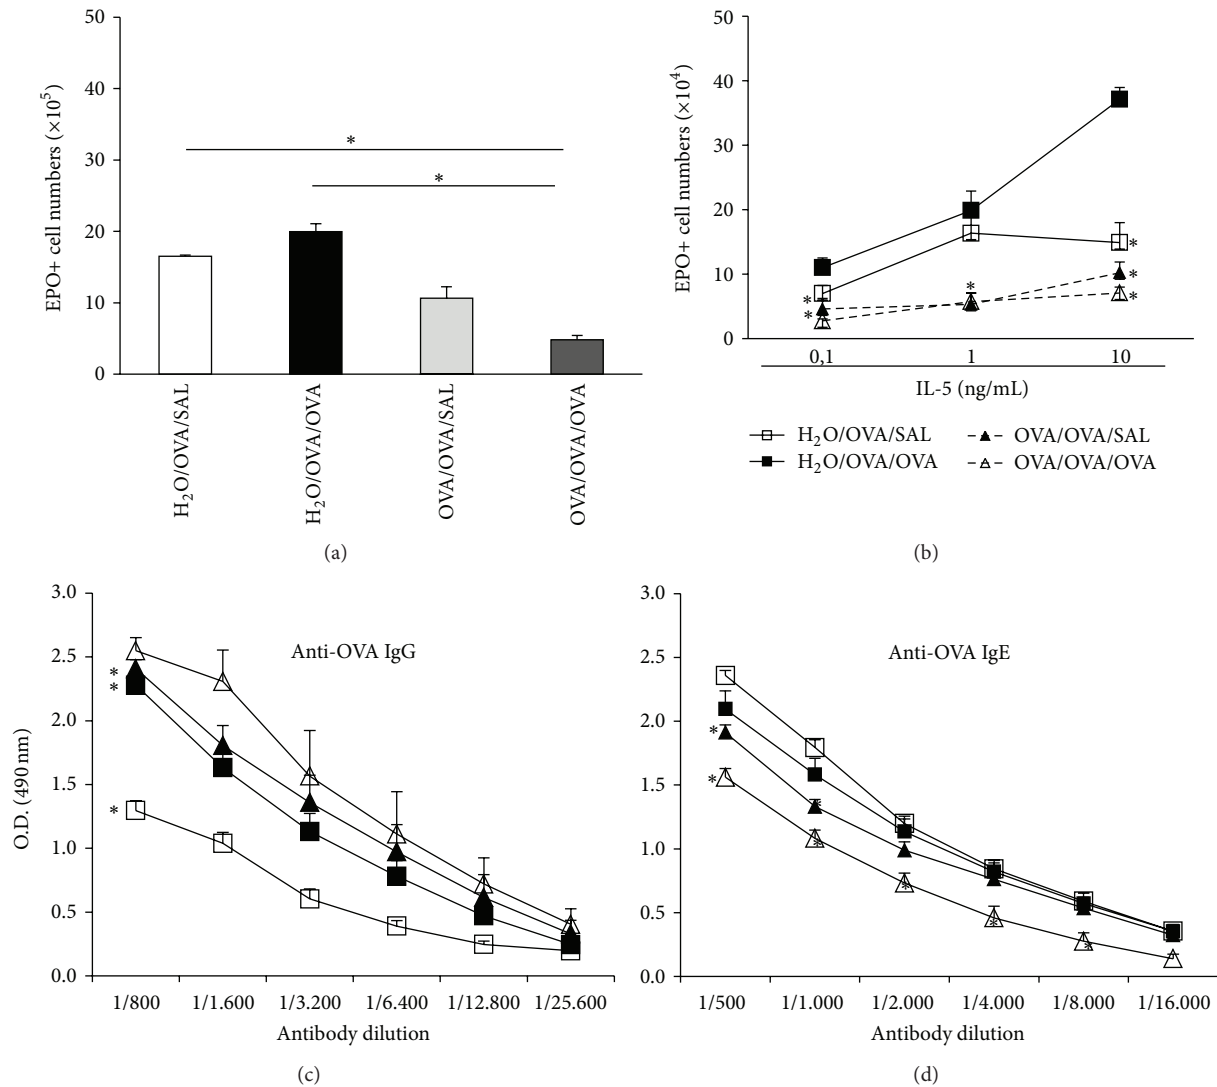 (a)
50
40
30
20
10
0
EPO+ cell numbers (×10⁵)
*
*
H₂O/OVA/SAL
H₂O/OVA/OVA
OVA/OVA/SAL
OVA/OVA/OVA
(a)
50
40
30
20
10
0
EPO+ cell numbers (×10⁴)
*
*
*
*
*
*
0,1 1 10
IL-5 (ng/mL)
H₂O/OVA/SAL OVA/OVA/SAL
H₂O/OVA/OVA OVA/OVA/OVA
(b)
3.0
2.5
2.0
1.5
1.0
0.5
0.0
O.D. (490 nm)
Anti-OVA IgG
*
*
*
1/800 1/1.600 1/3.200 1/6.400 1/12.800 1/25.600
Antibody dilution
(c)
3.0
2.5
2.0
1.5
1.0
0.5
0.0
Anti-OVA IgE
*
*
*
*
*
*
*
1/500 1/1.000 1/2.000 1/4.000 1/8.000 1/16.000
Antibody dilution
(d)